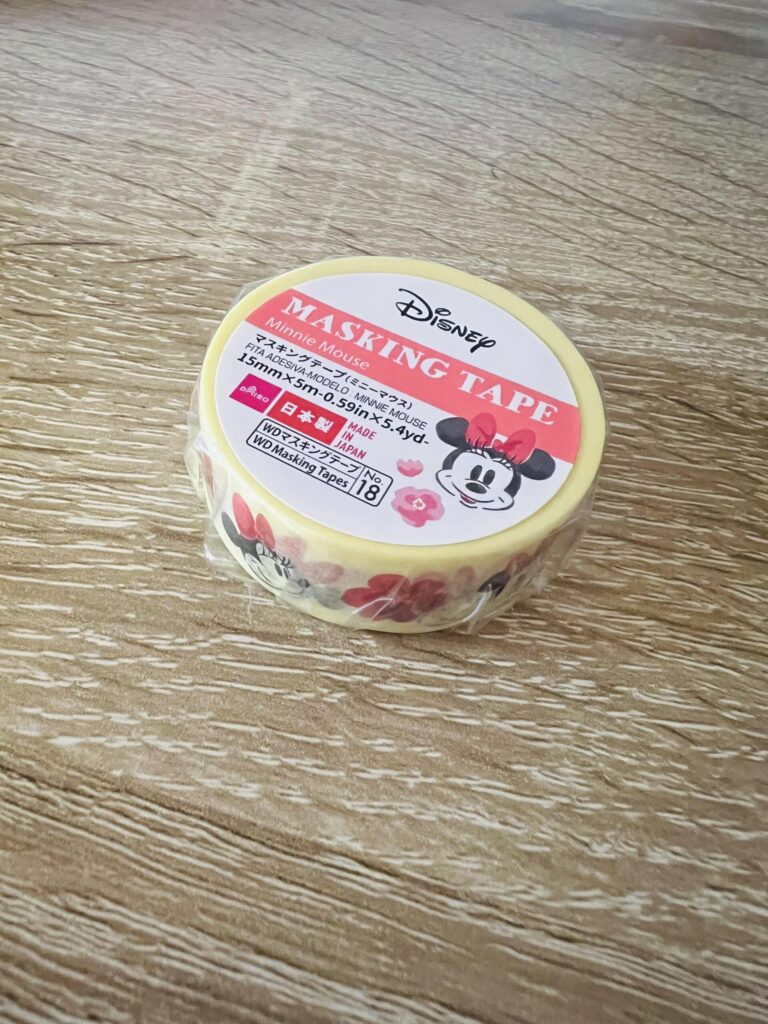 Disney
MASKING TAPE
Minnie Mouse
マスキングテープ(ミニーマウス)
FITA ADESIVA-MODELO . MINNIE MOUSE
15mm×5m-0.59in×5.4yd-
DAISO
日本製
MADE
IN
JAPAN
WDマスキングテープ
WD Masking Tapes
No.
18